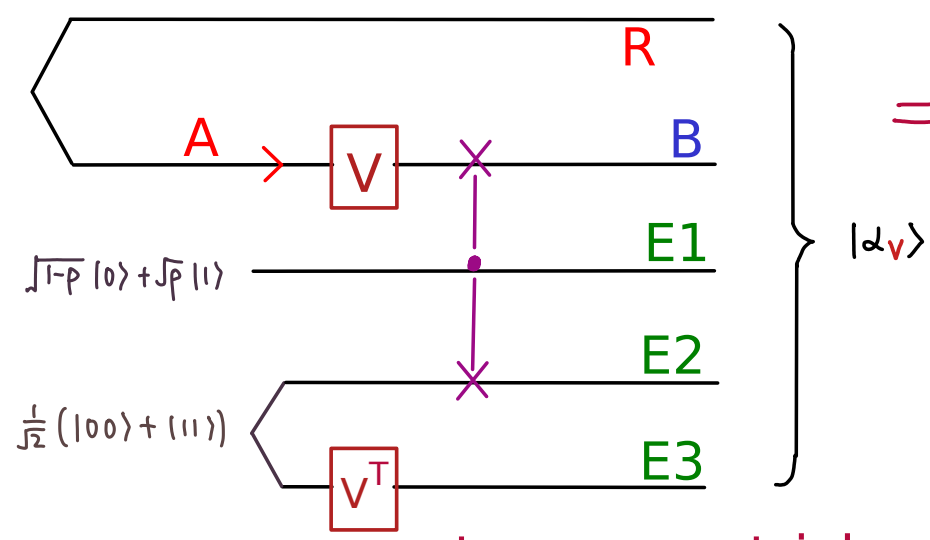 R
A
V
B
E1
√1-p |0⟩ + √p |1⟩
|α_V⟩
E2
1/√2 (|00⟩ + |11⟩)
E3
V^T
=